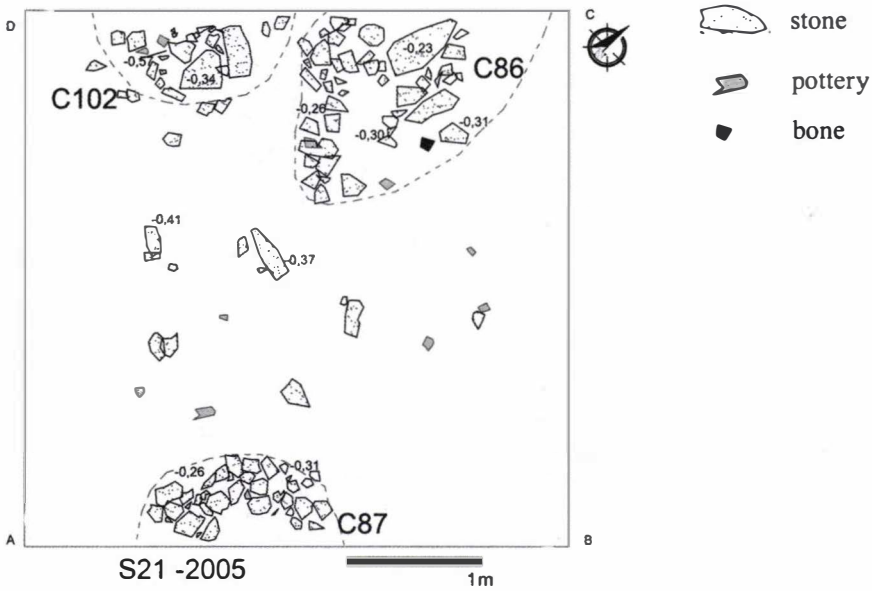 D
C
stone
-0,23
C86
-0,57
-0,34
pottery
C102
-0,26
-0,31
-0,30
bone
-0,41
-0,37
-0,26
-0,31
C87
A
B
S21 -2005
1m